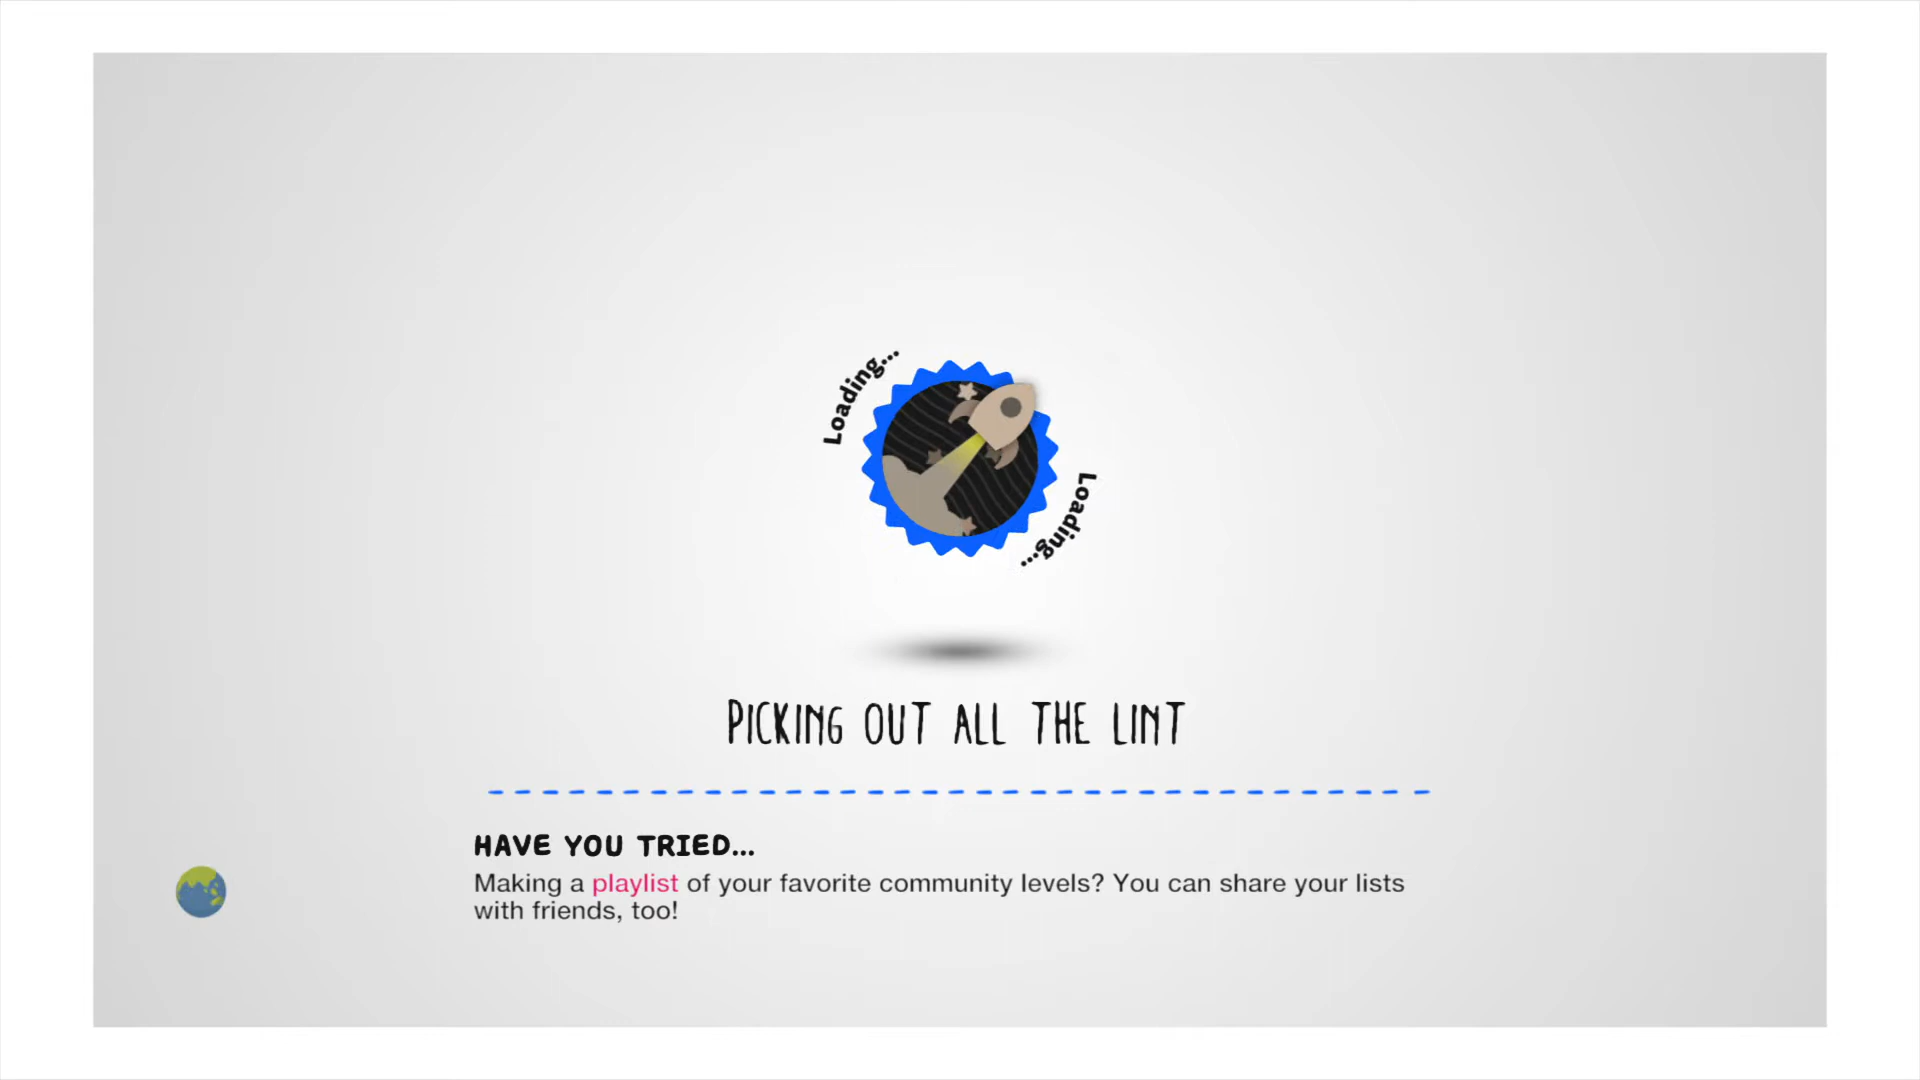 Loading...
Loading...
PICKING OUT ALL THE LINT
HAVE YOU TRIED...
Making a playlist of your favorite community levels? You can share your lists
with friends, too!